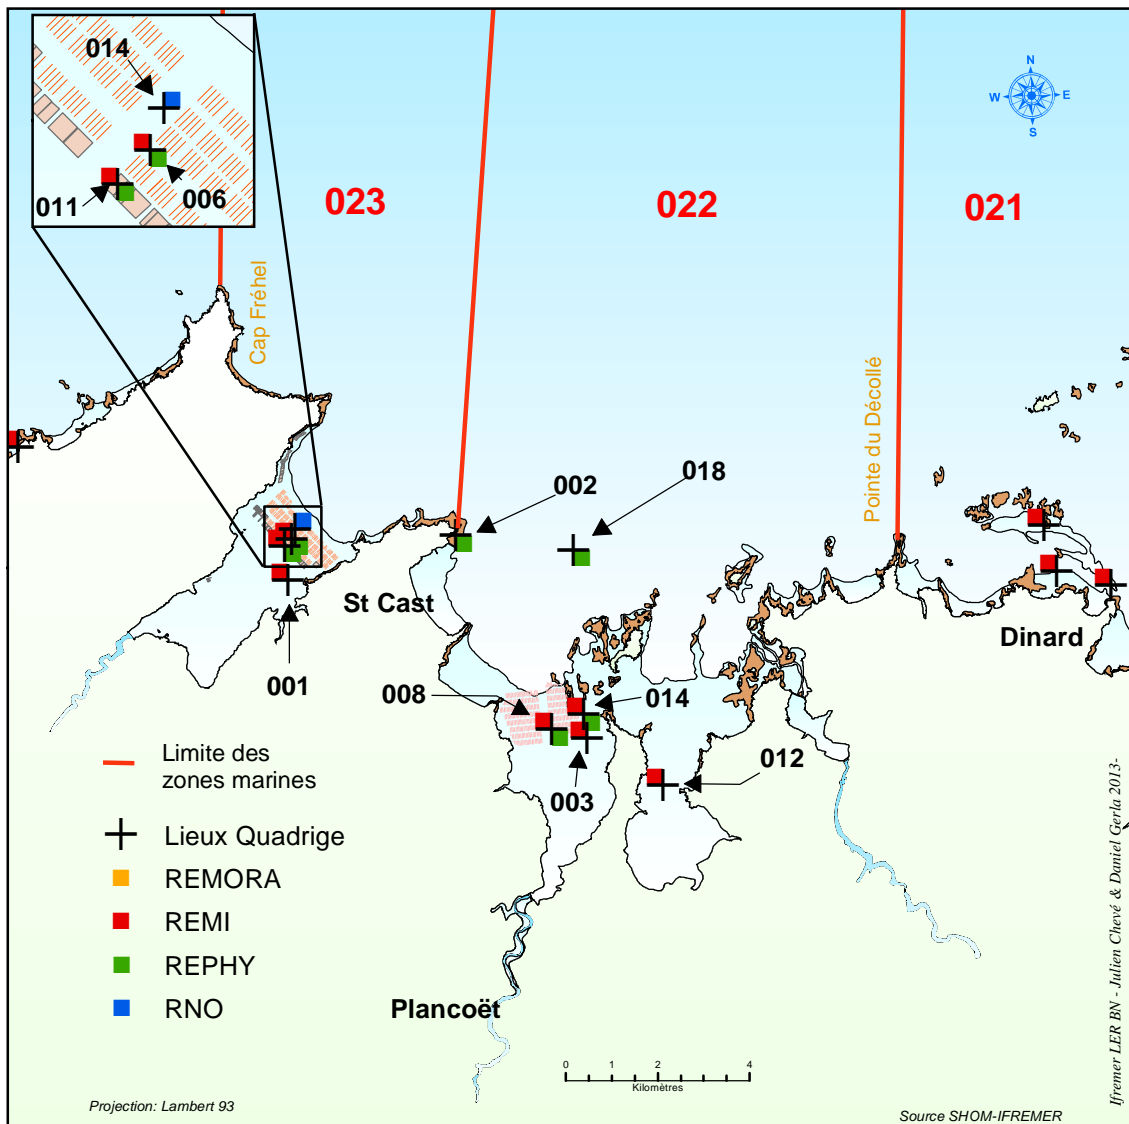 014
006
011
023
022
021
N
W
E
S
Cap Fréhel
Pointe du Décollé
002
018
St Cast
Dinard
001
008
014
003
012
Limite des
zones marines
Lieux Quadrige
REMORA
REMI
REPHY
RNO
Plancoët
0 1 2 4
Kilomètres
Projection: Lambert 93
Source SHOM-IFREMER
Ifremer LER BN - Julien Chevé & Daniel Gerla 2013-